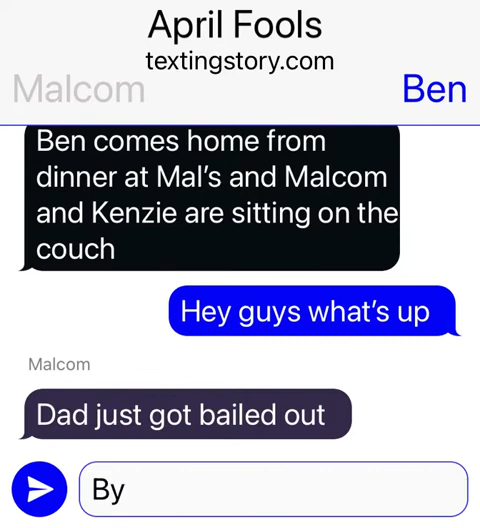 April Fools
textingstory.com
Malcom
Ben
Ben comes home from
dinner at Mal's and Malcom
and Kenzie are sitting on the
couch
Hey guys what's up
Malcom
Dad just got bailed out
By